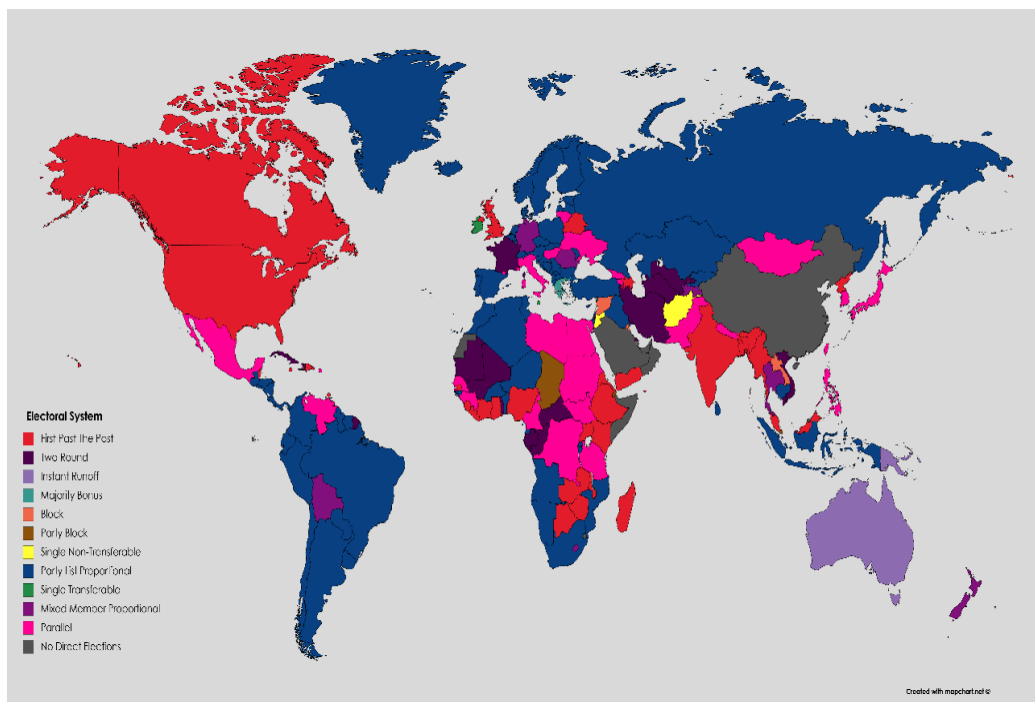 Electoral System
First Past The Post
Two Round
Instant Runoff
Majority Bonus
Block
Party Block
Single Non-Transferable
Party List Proportional
Single Transferable
Mixed Member Proportional
Parallel
No Direct Elections
Created with mapchart.net ©